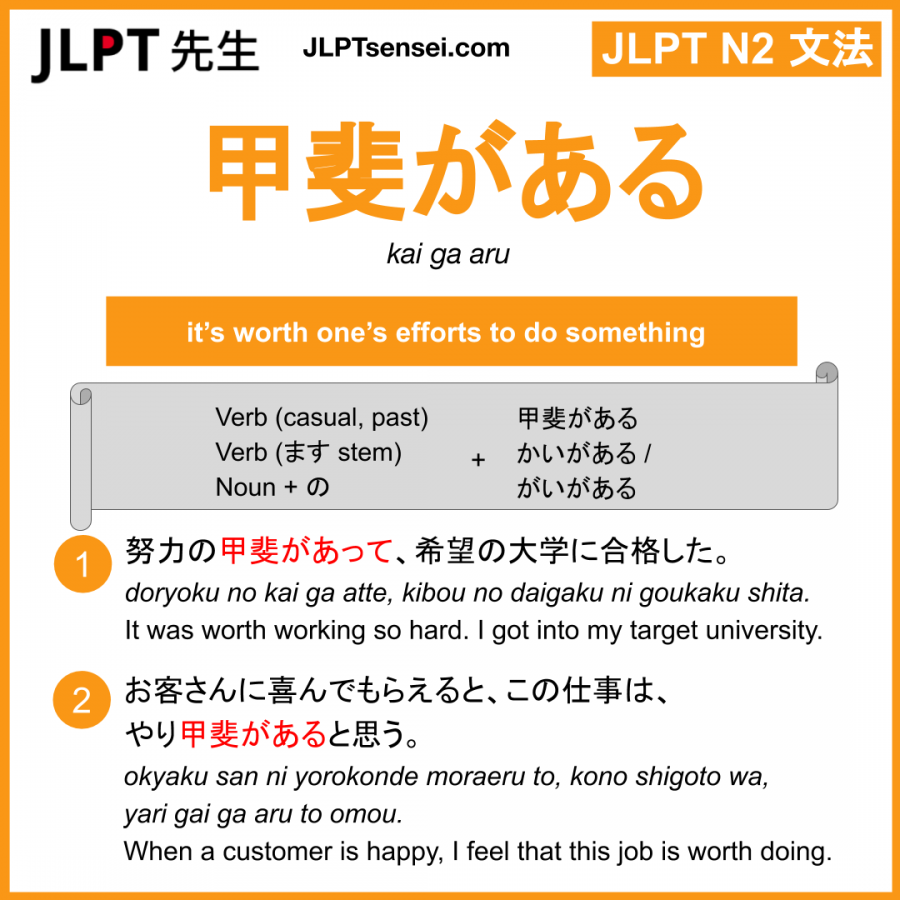 JLPT 先生 JLPTsensei.com JLPT N2 文法
甲斐がある
kai ga aru
it's worth one's efforts to do something
Verb (casual, past) 甲斐がある
Verb (ます stem) + かいがある /
Noun + の がいがある
1 努力の甲斐があって、希望の大学に合格した。
doryoku no kai ga atte, kibou no daigaku ni goukaku shita.
It was worth working so hard. I got into my target university.
2 お客さんに喜んでもらえると、この仕事は、
やり甲斐があると思う。
okyaku san ni yorokonde moraeru to, kono shigoto wa,
yari gai ga aru to omou.
When a customer is happy, I feel that this job is worth doing.